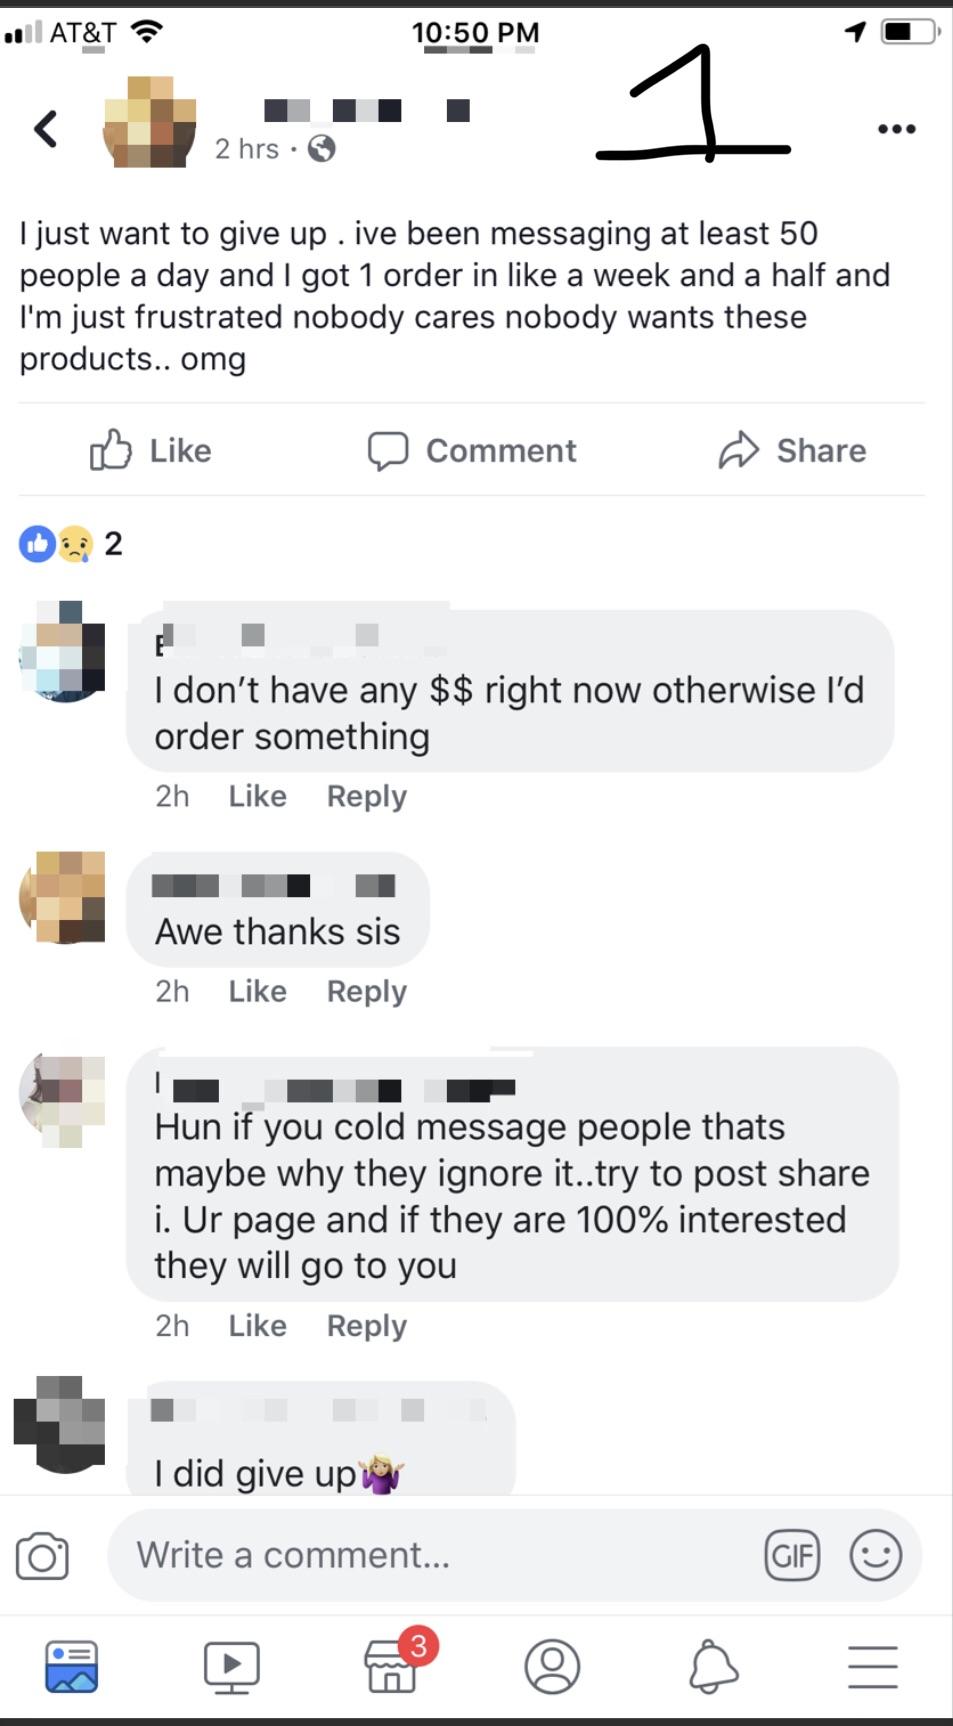 AT&T 10:50 PM
1
2 hrs ·
I just want to give up . ive been messaging at least 50
people a day and I got 1 order in like a week and a half and
I'm just frustrated nobody cares nobody wants these
products.. omg
Like Comment Share
2
I don’t have any $$ right now otherwise I’d
order something
2h Like Reply
Awe thanks sis
2h Like Reply
Hun if you cold message people thats
maybe why they ignore it..try to post share
i. Ur page and if they are 100% interested
they will go to you
2h Like Reply
I did give up🤷🏼‍♀️
Write a comment... GIF
3